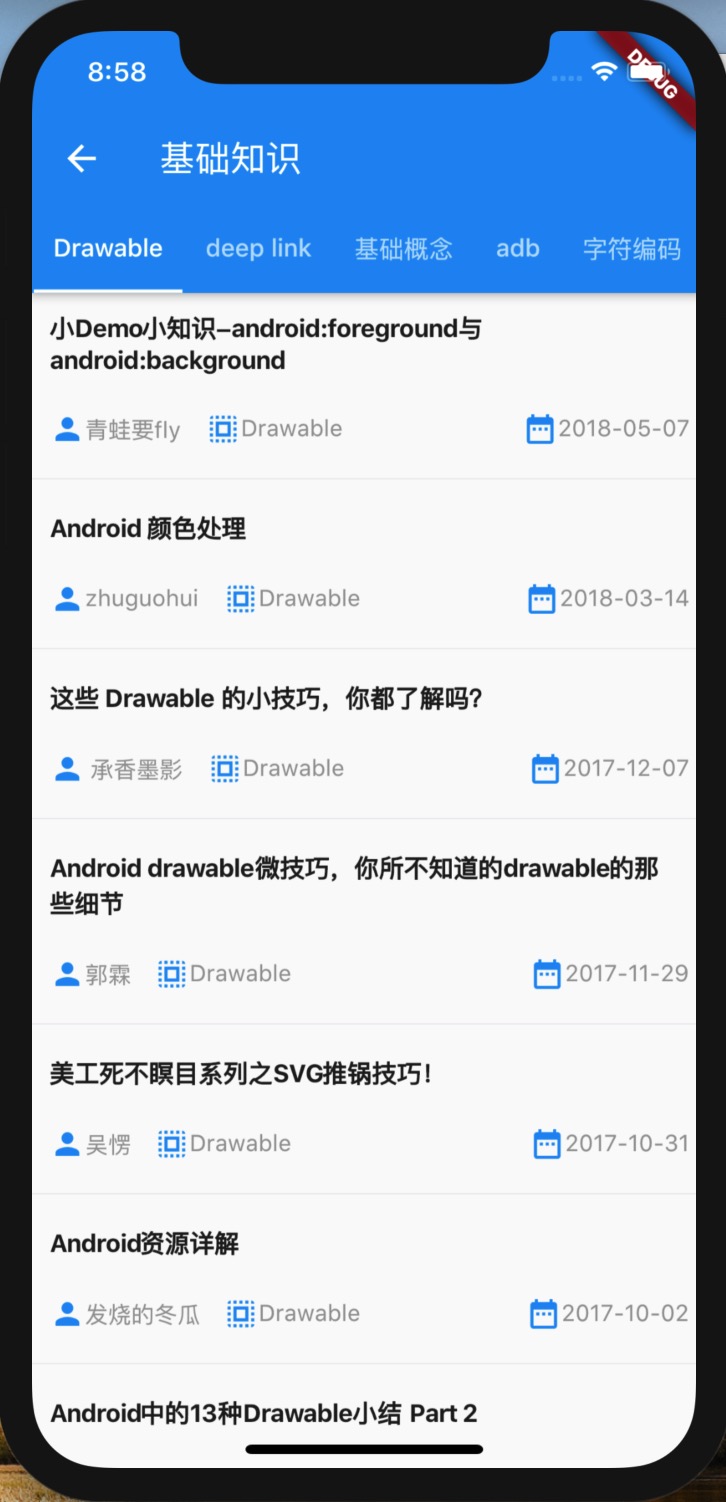 8:58
DEBUG
基础知识
Drawable deep link 基础概念 adb 字符编码
小Demo小知识–android:foreground与
android:background
青蛙要fly Drawable 2018-05-07
Android 颜色处理
zhuguohui Drawable 2018-03-14
这些 Drawable 的小技巧，你都了解吗？
承香墨影 Drawable 2017-12-07
Android drawable微技巧，你所不知道的drawable的那
些细节
郭霖 Drawable 2017-11-29
美工死不瞑目系列之SVG推锅技巧！
吴愣 Drawable 2017-10-31
Android资源详解
发烧的冬瓜 Drawable 2017-10-02
Android中的13种Drawable小结 Part 2